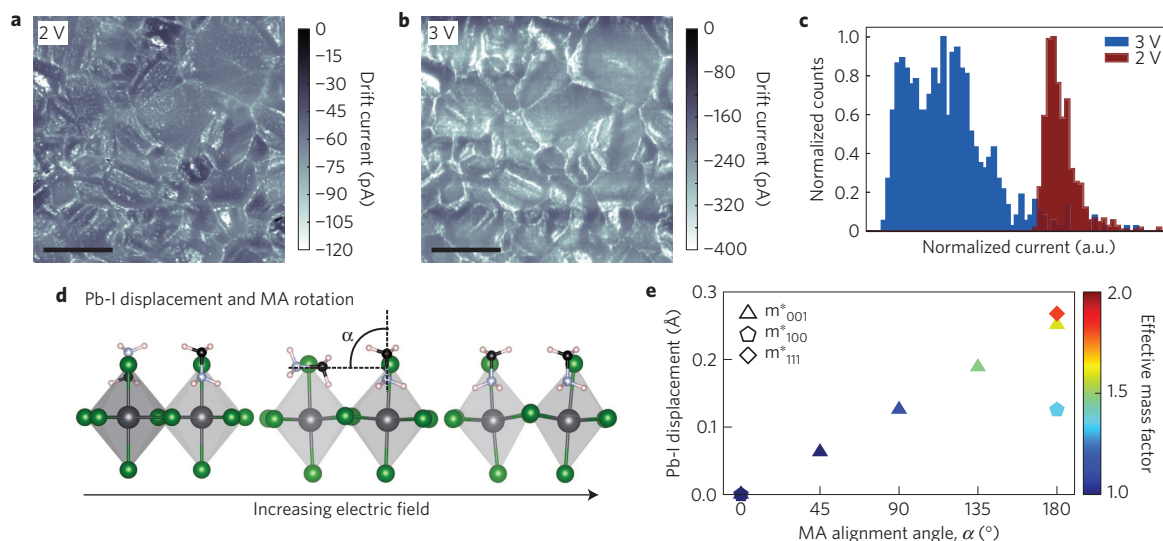 a
2 V
0
−15
−30
−45
−60
−75
−90
−105
−120
Drift current (pA)
b
3 V
0
−80
−160
−240
−320
−400
Drift current (pA)
c
1.0
0.8
0.6
0.4
0.2
0
Normalized counts
3 V
2 V
Normalized current (a.u.)
d Pb-I displacement and MA rotation
α
Increasing electric field
e
0.3
0.2
0.1
0.0
Pb-I displacement (Å)
m*001
m*100
m*111
0 45 90 135 180
MA alignment angle, α (°)
2.0
1.5
1.0
Effective mass factor